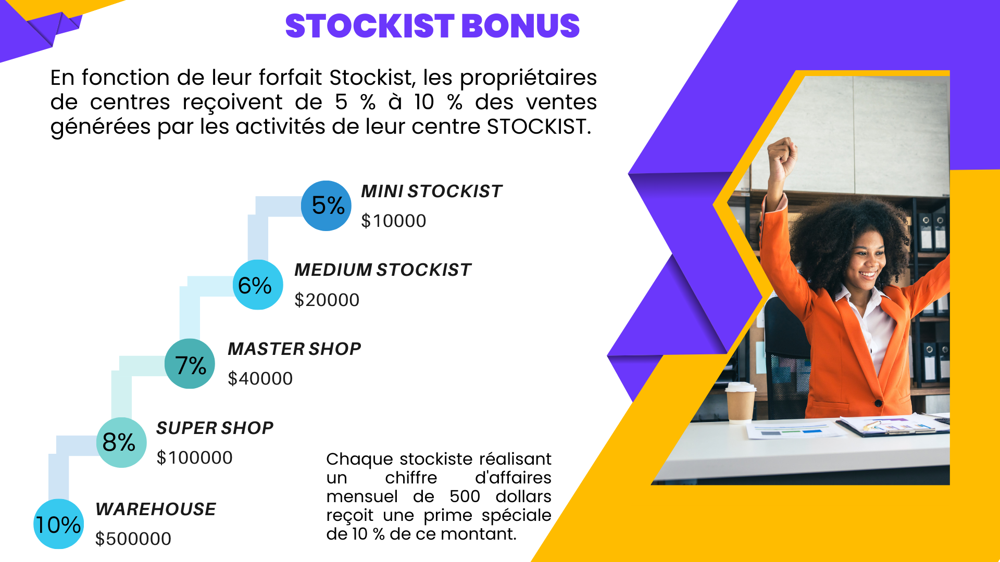 STOCKIST BONUS
En fonction de leur forfait Stockist, les propriétaires
de centres reçoivent de 5 % à 10 % des ventes
générées par les activités de leur centre STOCKIST.
5%
MINI STOCKIST
$10000
6%
MEDIUM STOCKIST
$20000
7%
MASTER SHOP
$40000
8%
SUPER SHOP
$100000
10%
WAREHOUSE
$500000
Chaque stockiste réalisant
un chiffre d'affaires
mensuel de 500 dollars
reçoit une prime spéciale
de 10 % de ce montant.